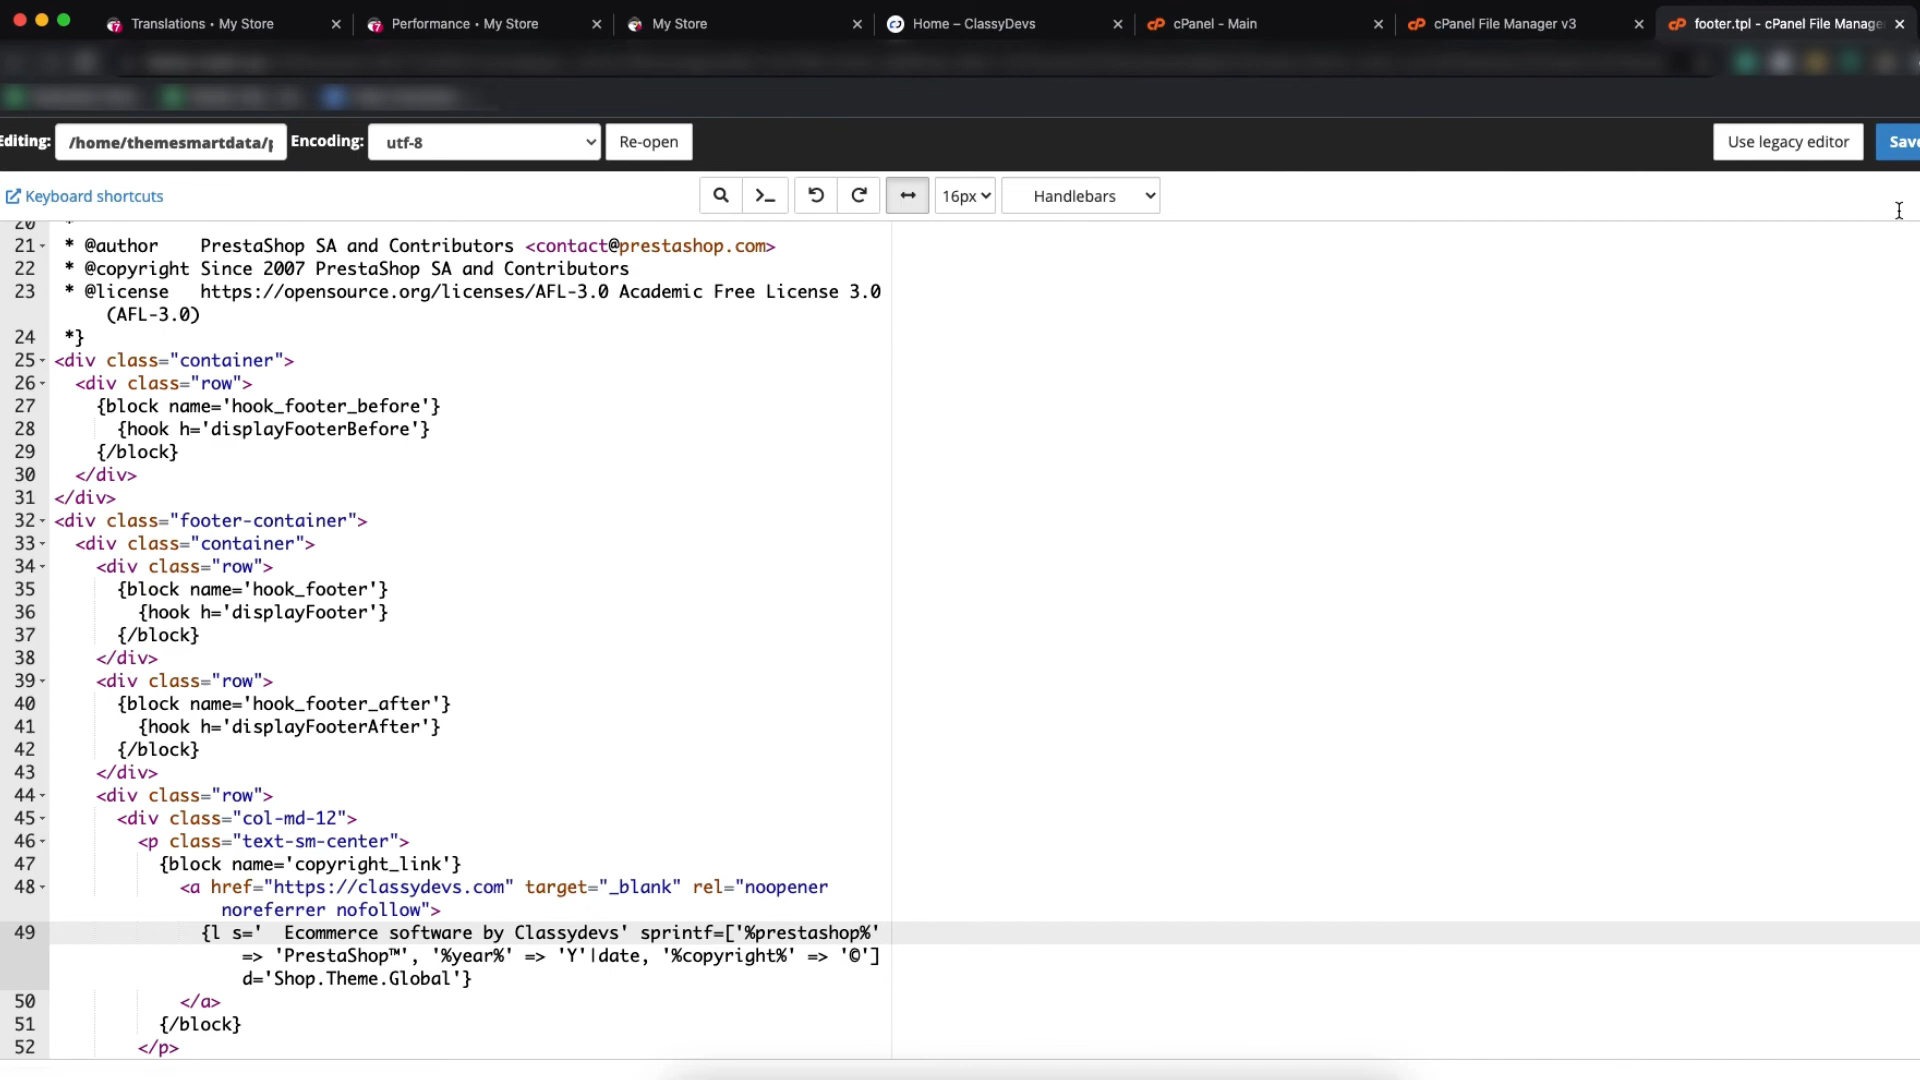 Translations • My Store
Performance • My Store
My Store
Home – ClassyDevs
cPanel - Main
cPanel File Manager v3
footer.tpl - cPanel File Manage
Editing: /home/themesmartdata/p Encoding: utf-8 Re-open Use legacy editor Save
Keyboard shortcuts 16px Handlebars
20 *
21 * @author    PrestaShop SA and Contributors <contact@prestashop.com>
22 * @copyright Since 2007 PrestaShop SA and Contributors
23 * @license   https://opensource.org/licenses/AFL-3.0 Academic Free License 3.0
(AFL-3.0)
24 *}
25 <div class="container">
26 <div class="row">
27 {block name='hook_footer_before'}
28 {hook h='displayFooterBefore'}
29 {/block}
30 </div>
31 </div>
32 <div class="footer-container">
33 <div class="container">
34 <div class="row">
35 {block name='hook_footer'}
36 {hook h='displayFooter'}
37 {/block}
38 </div>
39 <div class="row">
40 {block name='hook_footer_after'}
41 {hook h='displayFooterAfter'}
42 {/block}
43 </div>
44 <div class="row">
45 <div class="col-md-12">
46 <p class="text-sm-center">
47 {block name='copyright_link'}
48 <a href="https://classydevs.com" target="_blank" rel="noopener
noreferrer nofollow">
49 {l s='  Ecommerce software by Classydevs' sprintf=['%prestashop%'
=> 'PrestaShop™', '%year%' => 'Y'|date, '%copyright%' => '©']
d='Shop.Theme.Global'}
50 </a>
51 {/block}
52 </p>